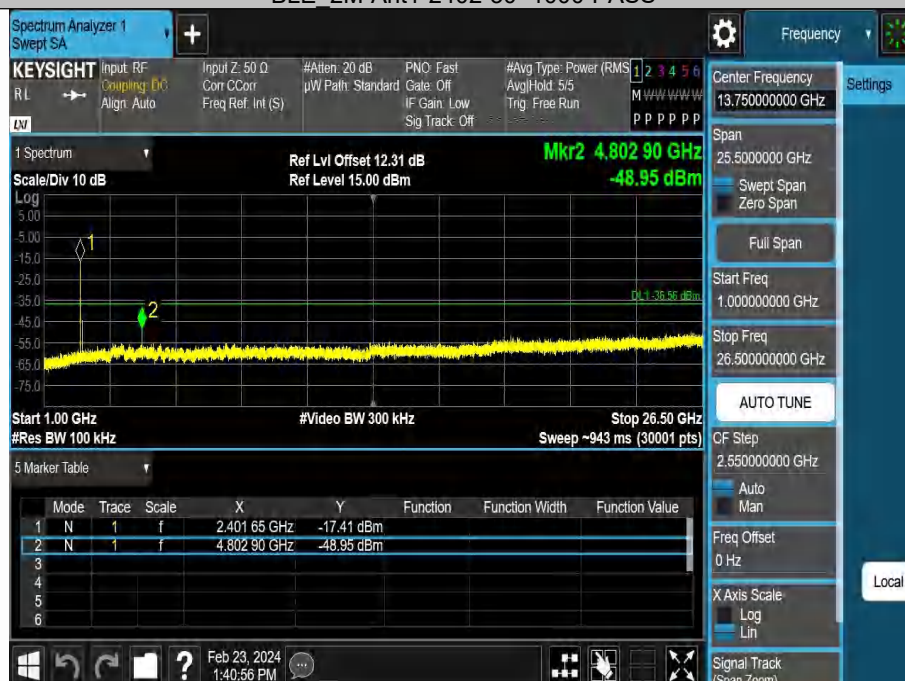 Spectrum Analyzer 1
Swept SA
Frequency
KEYSIGHT
RL
LXI
Input: RF
Coupling: DC
Align: Auto
Input Z: 50 Ω
Corr CCorr
Freq Ref: Int (S)
#Atten: 20 dB
µW Path: Standard
PNO: Fast
Gate: Off
IF Gain: Low
Sig Track: Off
#Avg Type: Power (RMS
Avg|Hold: 5/5
Trig: Free Run
1 2 3 4 5 6
M W W W W W
P P P P P P
Center Frequency
13.750000000 GHz
Settings
1 Spectrum
Scale/Div 10 dB
Ref Lvl Offset 12.31 dB
Ref Level 15.00 dBm
Mkr2 4.802 90 GHz
-48.95 dBm
Span
25.5000000 GHz
Swept Span
Zero Span
Full Span
Log
5.00
-5.00
-15.0
-25.0
-35.0
-45.0
-55.0
-65.0
-75.0
1
2
DL1 -36.56 dBm
Start Freq
1.000000000 GHz
Stop Freq
26.500000000 GHz
AUTO TUNE
Start 1.00 GHz
#Video BW 300 kHz
Stop 26.50 GHz
#Res BW 100 kHz
Sweep ~943 ms (30001 pts)
CF Step
2.550000000 GHz
Auto
Man
5 Marker Table
Mode Trace Scale X Y Function Function Width Function Value
1 N 1 f 2.401 65 GHz -17.41 dBm
2 N 1 f 4.802 90 GHz -48.95 dBm
3
4
5
6
Freq Offset
0 Hz
Local
X Axis Scale
Log
Lin
Feb 23, 2024
1:40:56 PM
Signal Track
(Span Zoom)